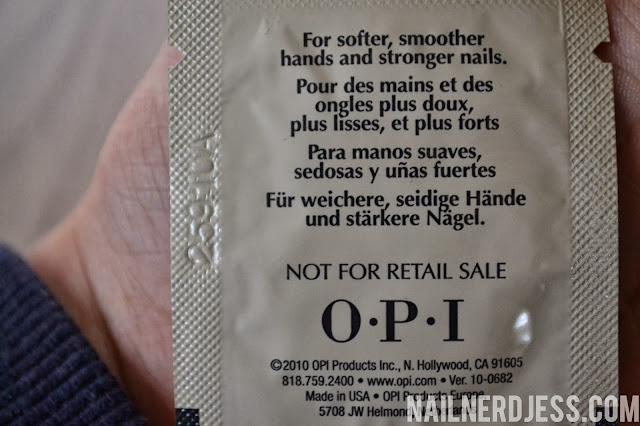 For softer, smoother
hands and stronger nails.
Pour des mains et des
ongles plus doux,
plus lisses, et plus forts
Para manos suaves,
sedosas y uñas fuertes
Für weichere, seidige Hände
und stärkere Nägel.
NOT FOR RETAIL SALE
O·P·I
©2010 OPI Products Inc., N. Hollywood, CA 91605
818.759.2400 • www.opi.com • Ver. 10-0682
Made in USA • OPI Products Europe
5708 JW Helmond,
NAILNERDJESS.COM